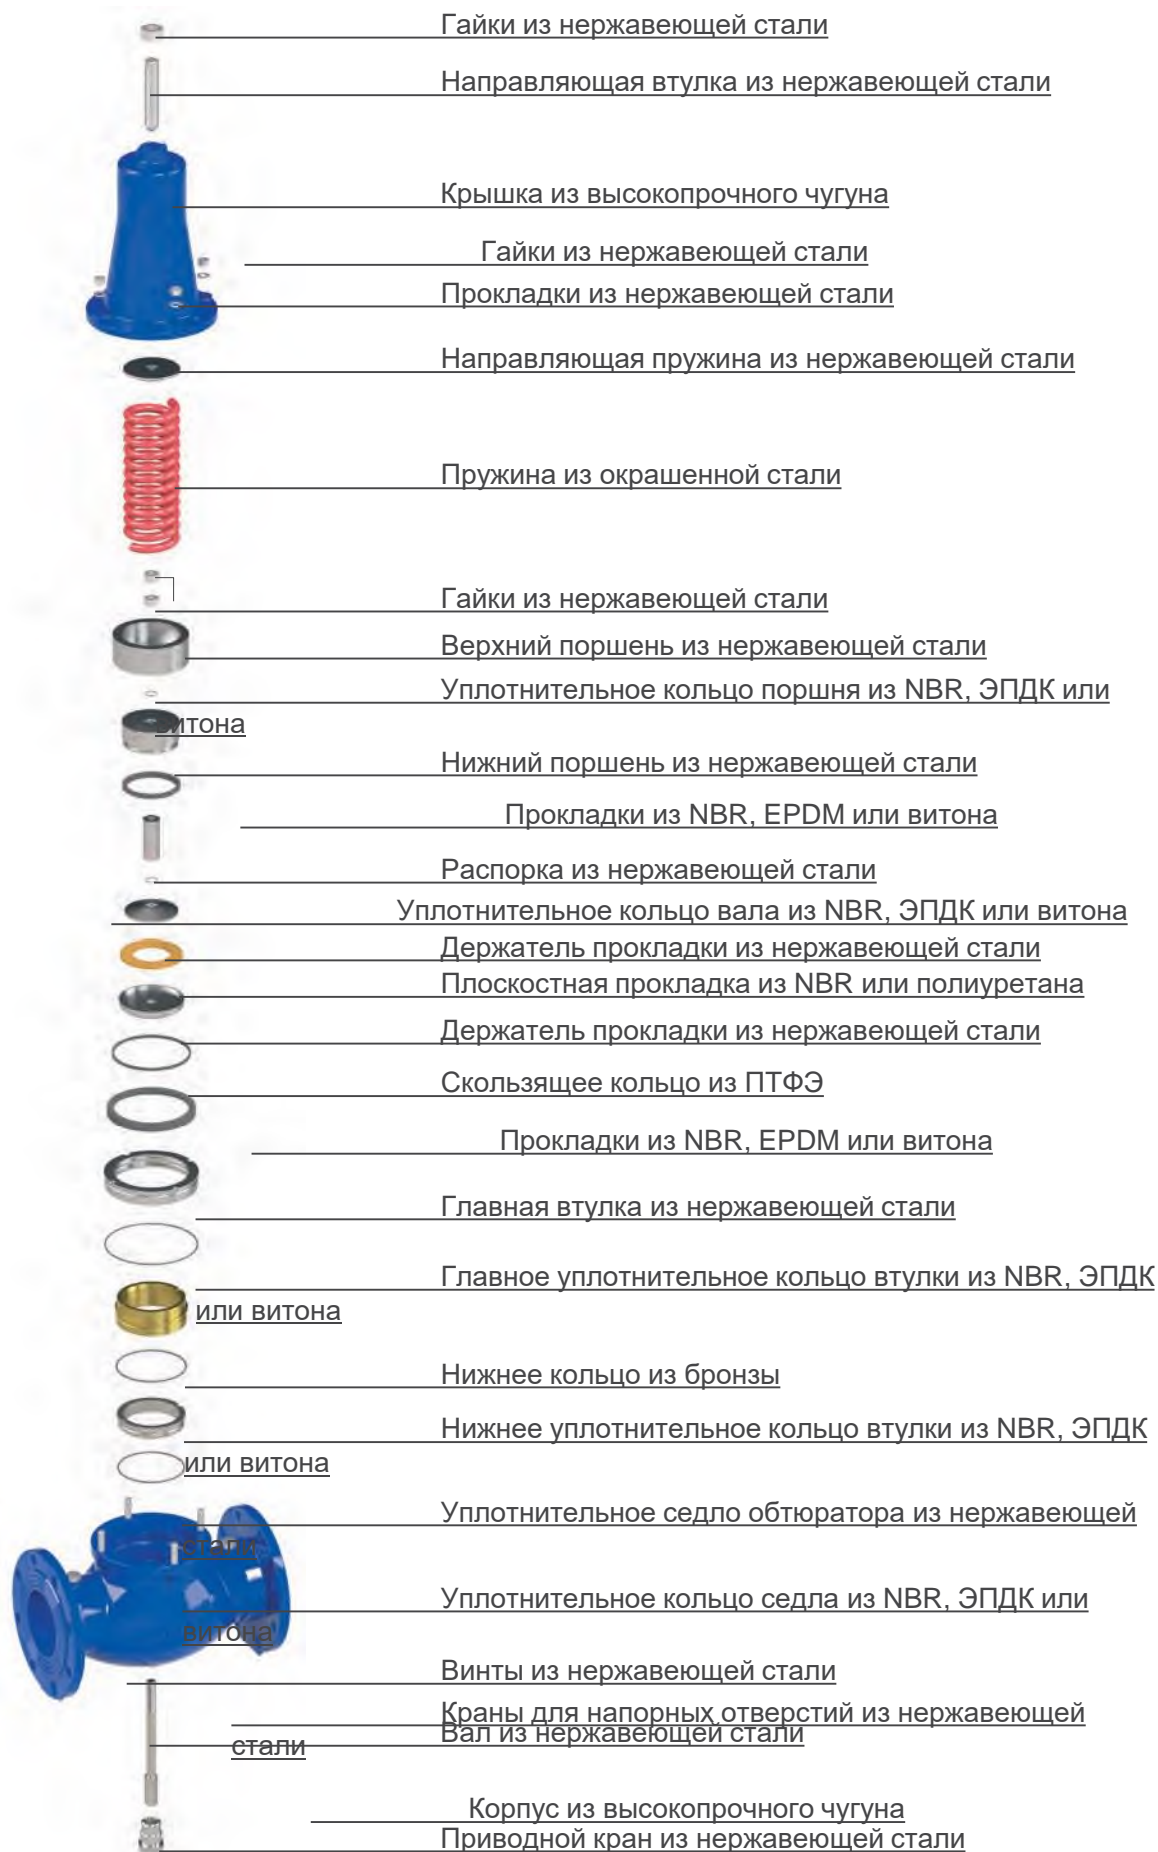 Гайки из нержавеющей стали
Направляющая втулка из нержавеющей стали
Крышка из высокопрочного чугуна
Гайки из нержавеющей стали
Прокладки из нержавеющей стали
Направляющая пружина из нержавеющей стали
Пружина из окрашенной стали
Гайки из нержавеющей стали
Верхний поршень из нержавеющей стали
Уплотнительное кольцо поршня из NBR, ЭПДК или
витона
Нижний поршень из нержавеющей стали
Прокладки из NBR, EPDM или витона
Распорка из нержавеющей стали
Уплотнительное кольцо вала из NBR, ЭПДК или витона
Держатель прокладки из нержавеющей стали
Плоскостная прокладка из NBR или полиуретана
Держатель прокладки из нержавеющей стали
Скользящее кольцо из ПТФЭ
Прокладки из NBR, EPDM или витона
Главная втулка из нержавеющей стали
Главное уплотнительное кольцо втулки из NBR, ЭПДК
или витона
Нижнее кольцо из бронзы
Нижнее уплотнительное кольцо втулки из NBR, ЭПДК
или витона
Уплотнительное седло обтюратора из нержавеющей
стали
Уплотнительное кольцо седла из NBR, ЭПДК или
витона
Винты из нержавеющей стали
Краны для напорных отверстий из нержавеющей
стали
Вал из нержавеющей стали
Корпус из высокопрочного чугуна
Приводной кран из нержавеющей стали